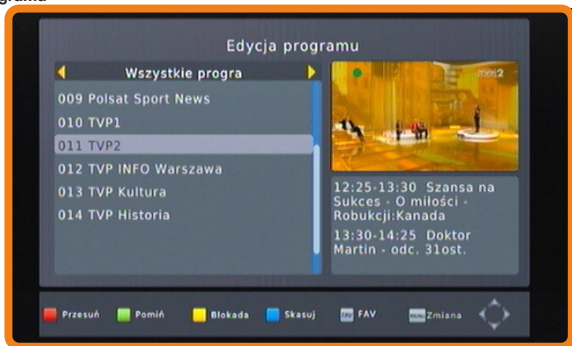 Edycja programu
Wszystkie progra
009 Polsat Sport News
010 TVP1
011 TVP2
012 TVP INFO Warszawa
013 TVP Kultura
014 TVP Historia
12:25-13:30 Szansa na
Sukces - O miłości -
Robukcji:Kanada
13:30-14:25 Doktor
Martin - odc. 31ost.
Przesuń Pomiń Blokada Skasuj FAV FAV Zmiana